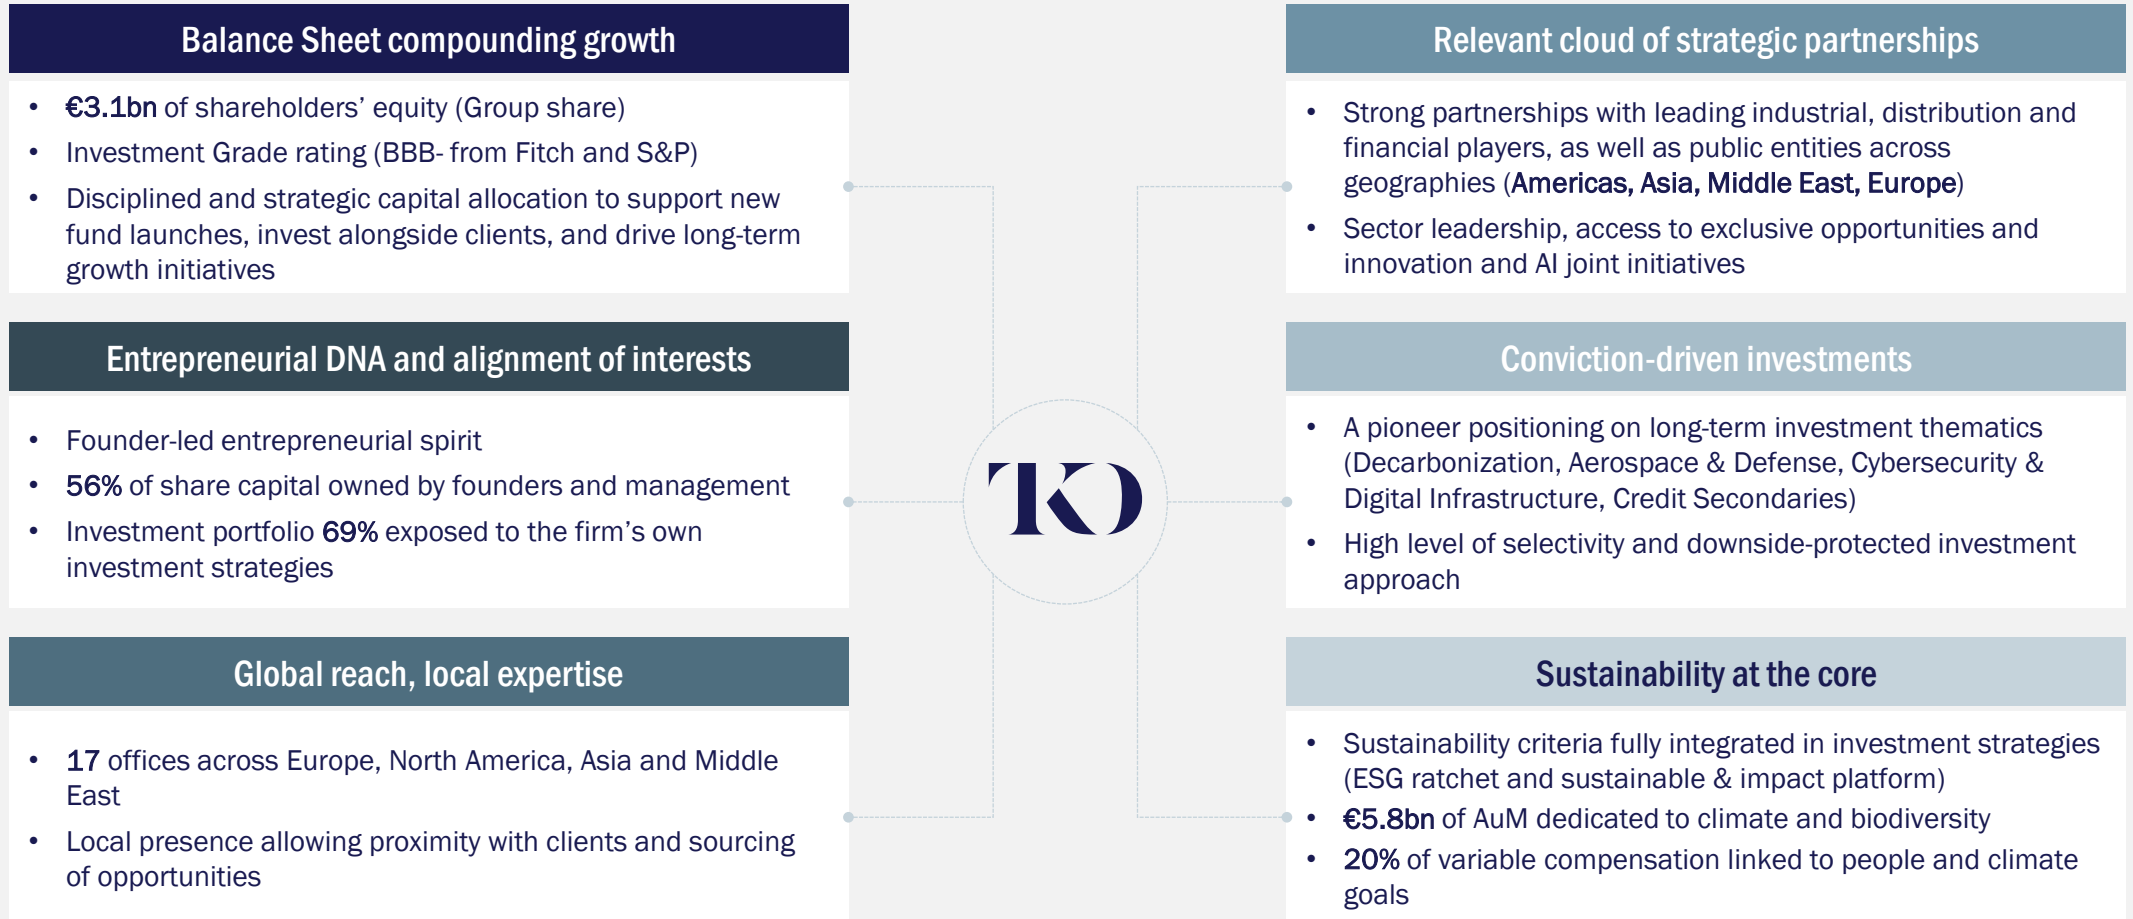 Balance Sheet compounding growth
• €3.1bn of shareholders’ equity (Group share)
• Investment Grade rating (BBB- from Fitch and S&P)
• Disciplined and strategic capital allocation to support new
fund launches, invest alongside clients, and drive long-term
growth initiatives
Entrepreneurial DNA and alignment of interests
• Founder-led entrepreneurial spirit
• 56% of share capital owned by founders and management
• Investment portfolio 69% exposed to the firm’s own
investment strategies
Global reach, local expertise
• 17 offices across Europe, North America, Asia and Middle
East
• Local presence allowing proximity with clients and sourcing
of opportunities
TKO
Relevant cloud of strategic partnerships
• Strong partnerships with leading industrial, distribution and
financial players, as well as public entities across
geographies (Americas, Asia, Middle East, Europe)
• Sector leadership, access to exclusive opportunities and
innovation and AI joint initiatives
Conviction-driven investments
• A pioneer positioning on long-term investment thematics
(Decarbonization, Aerospace & Defense, Cybersecurity &
Digital Infrastructure, Credit Secondaries)
• High level of selectivity and downside-protected investment
approach
Sustainability at the core
• Sustainability criteria fully integrated in investment strategies
(ESG ratchet and sustainable & impact platform)
• €5.8bn of AuM dedicated to climate and biodiversity
• 20% of variable compensation linked to people and climate
goals